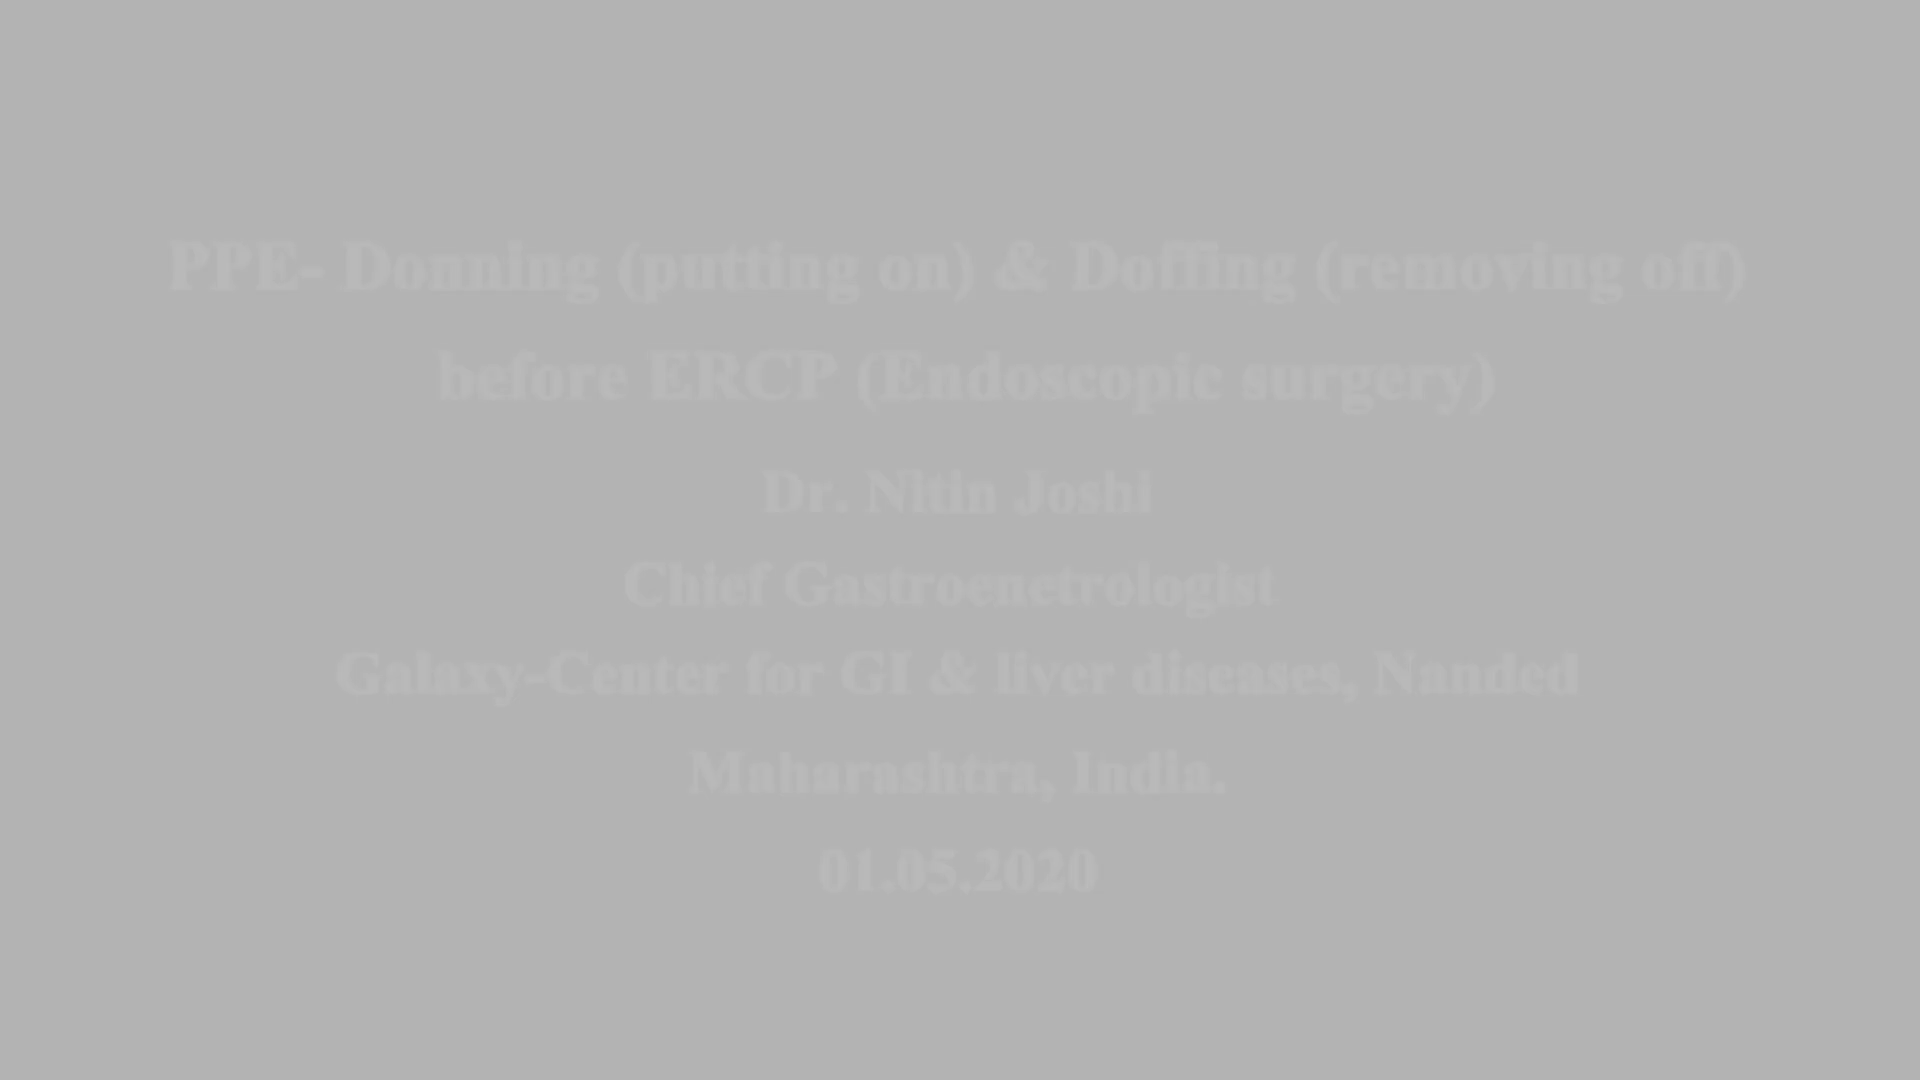 PPE- Donning (putting on) & Doffing (removing off)
before ERCP (Endoscopic surgery)
Dr. Nitin Joshi
Chief Gastroenetrologist
Galaxy-Center for GI & liver diseases, Nanded
Maharashtra, India.
01.05.2020